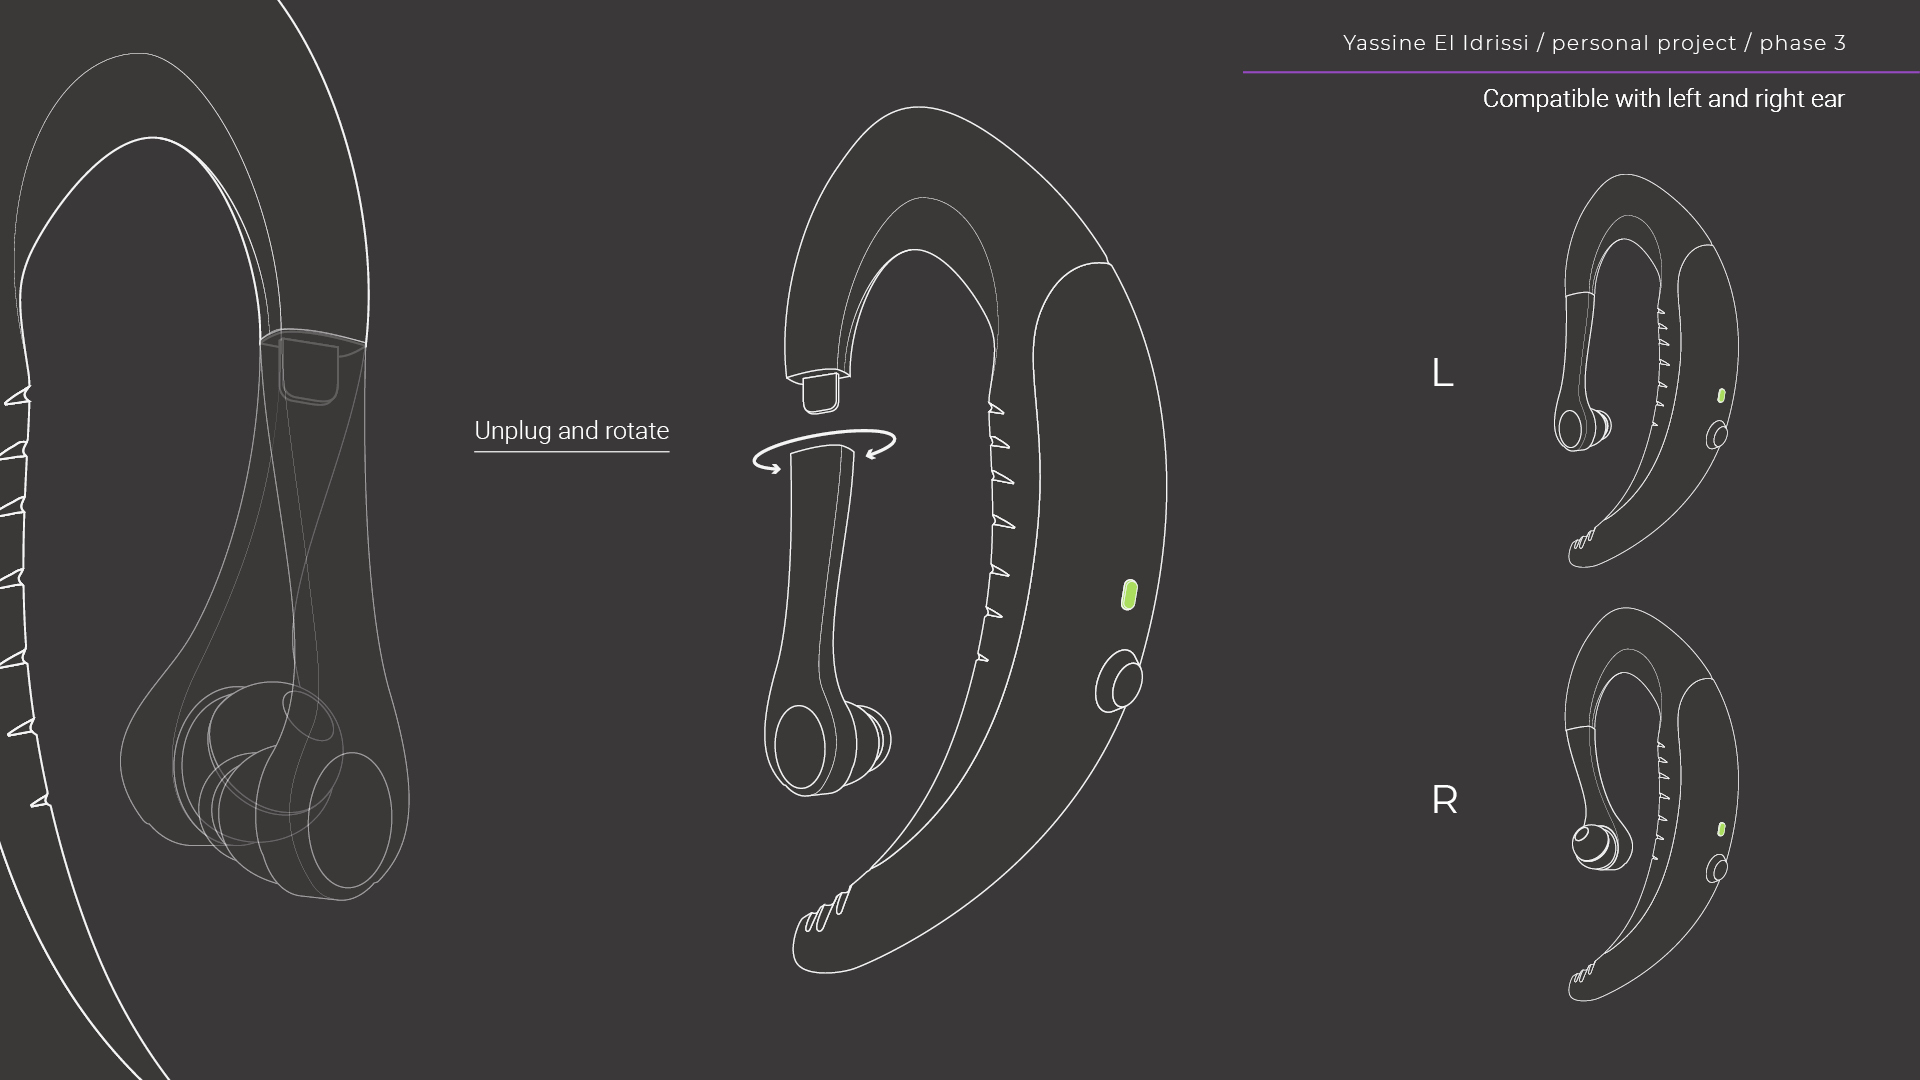 Yassine El Idrissi / personal project / phase 3
Compatible with left and right ear
Unplug and rotate
L
R